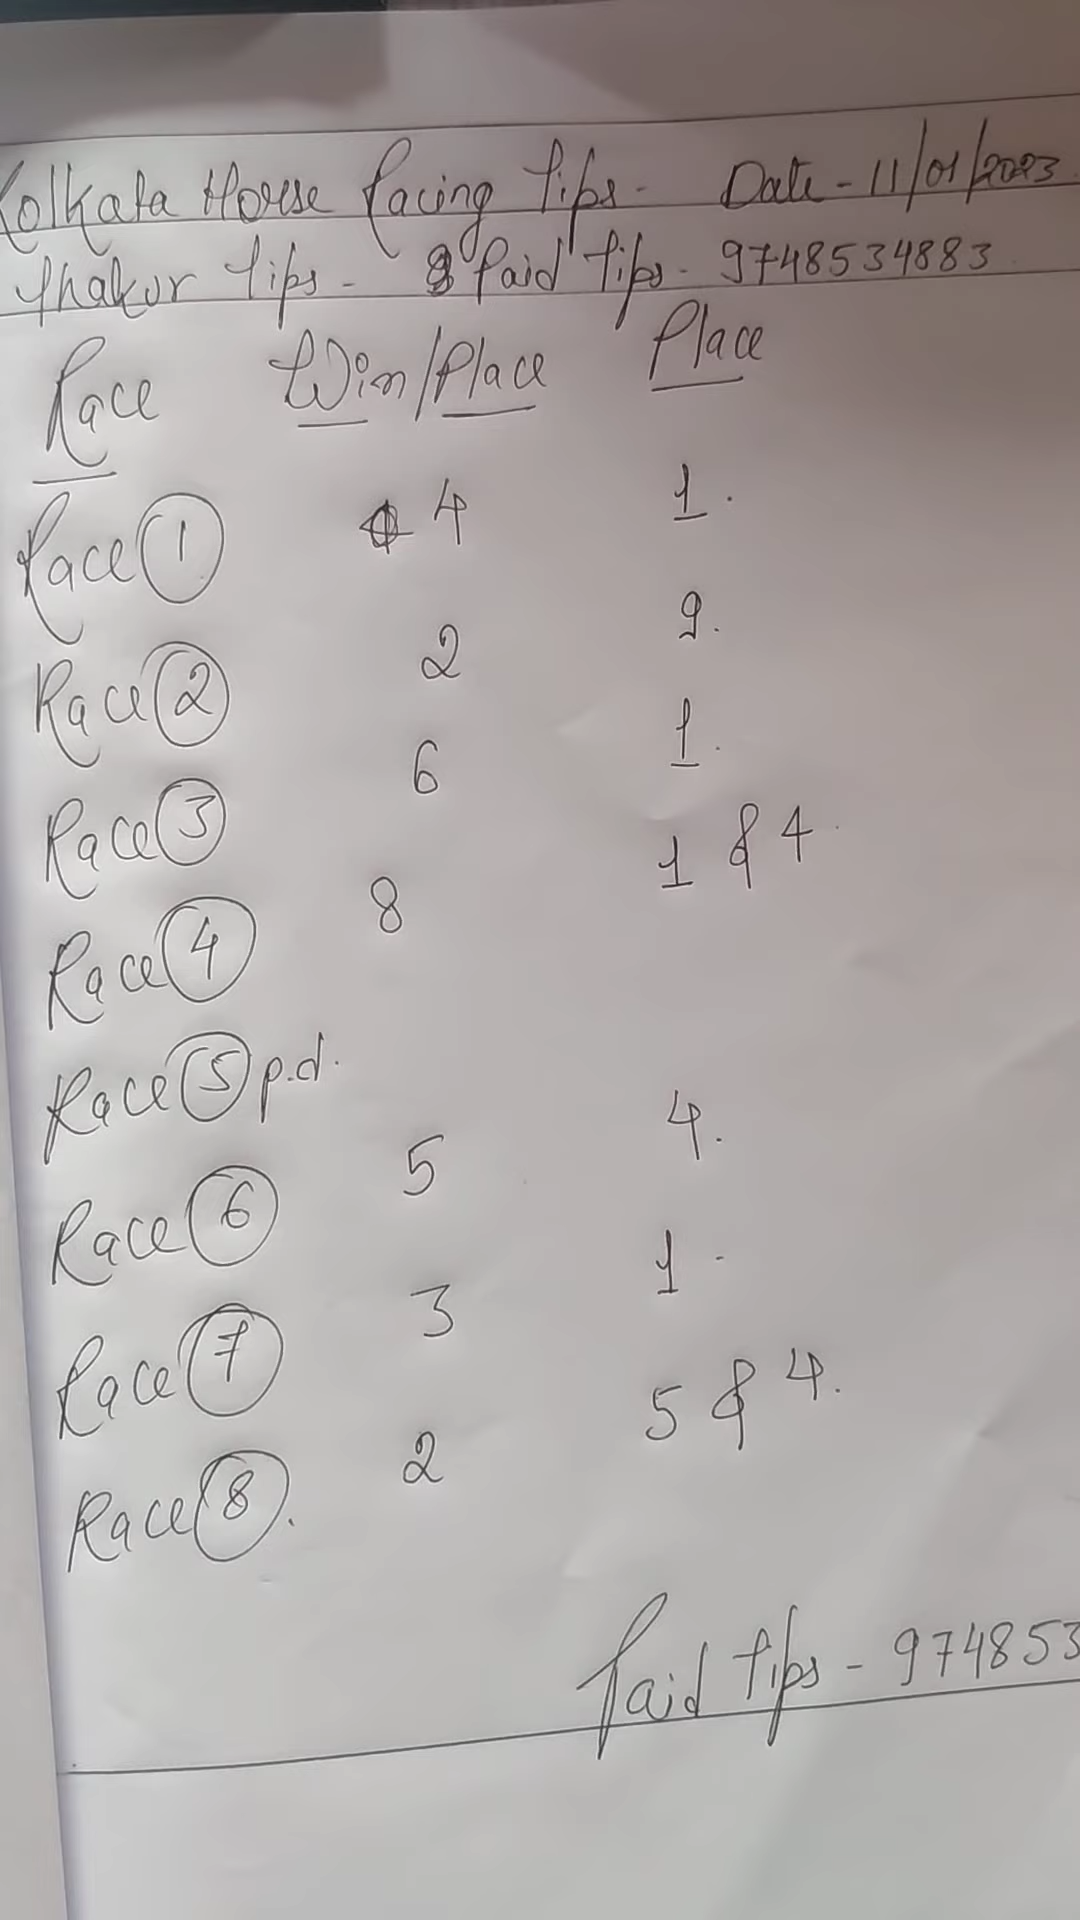 Kolkata Horse Racing Tips - Date - 11/01/2023
Thakur Tips - Paid Tips - 9748534883
Race Win/Place Place
Race 1 4 1.
Race 2 2 9.
Race 3 6 1.
Race 4 8 1 & 4
Race 5 p.d.
Race 6 5 4.
Race 7 3 1 -
Race 8. 2 5 & 4.
Paid Tips - 974853